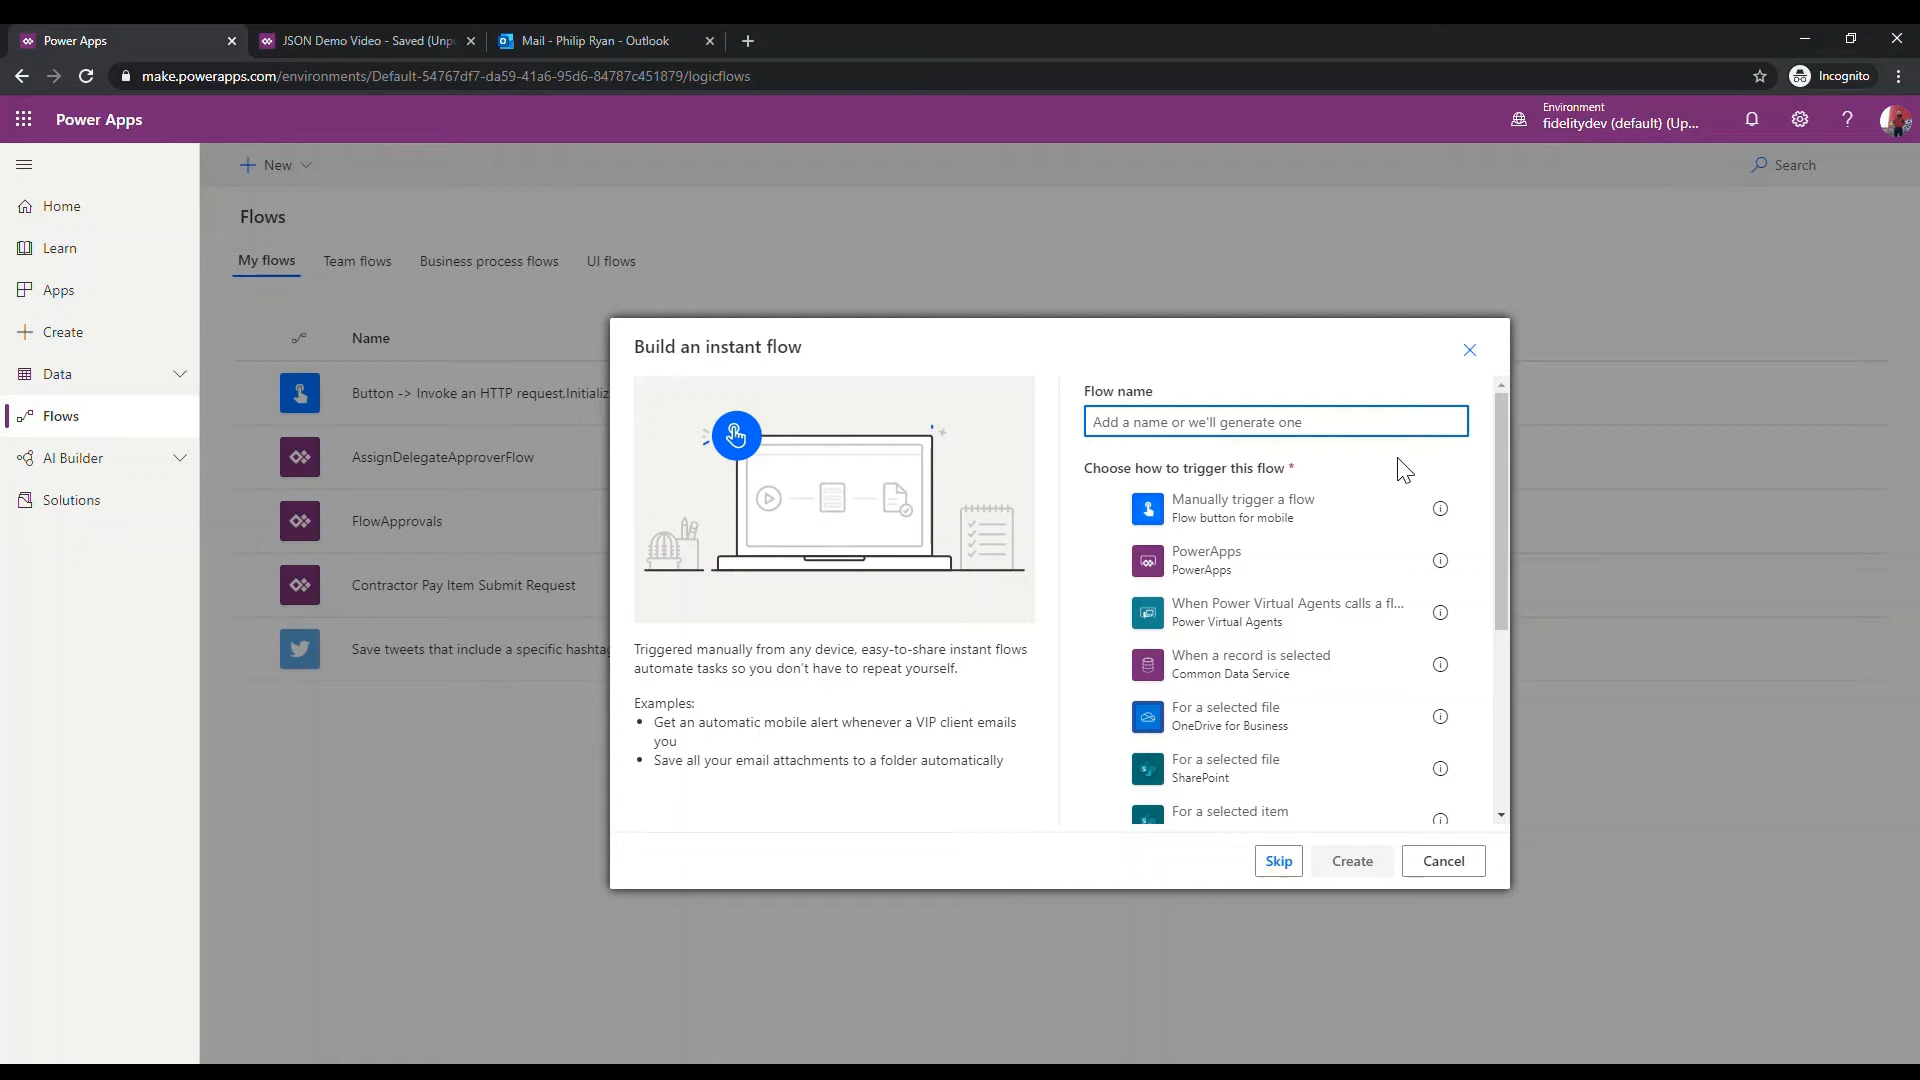 Power Apps
JSON Demo Video - Saved (Unpu
Mail - Philip Ryan - Outlook
make.powerapps.com/environments/Default-54767df7-da59-41a6-95d6-84787c451879/logicflows
Incognito
Power Apps
Environment
fidelitydev (default) (Up...
New
Search
Home
Learn
Apps
Create
Data
Flows
AI Builder
Solutions
Flows
My flows
Team flows
Business process flows
UI flows
Name
Button -> Invoke an HTTP request,Initializ
AssignDelegateApproverFlow
FlowApprovals
Contractor Pay Item Submit Request
Save tweets that include a specific hashtag
Build an instant flow
Triggered manually from any device, easy-to-share instant flows
automate tasks so you don't have to repeat yourself.
Examples:
• Get an automatic mobile alert whenever a VIP client emails
you
• Save all your email attachments to a folder automatically
Flow name
Add a name or we'll generate one
Choose how to trigger this flow *
Manually trigger a flow
Flow button for mobile
PowerApps
PowerApps
When Power Virtual Agents calls a fl...
Power Virtual Agents
When a record is selected
Common Data Service
For a selected file
OneDrive for Business
For a selected file
SharePoint
For a selected item
Skip
Create
Cancel